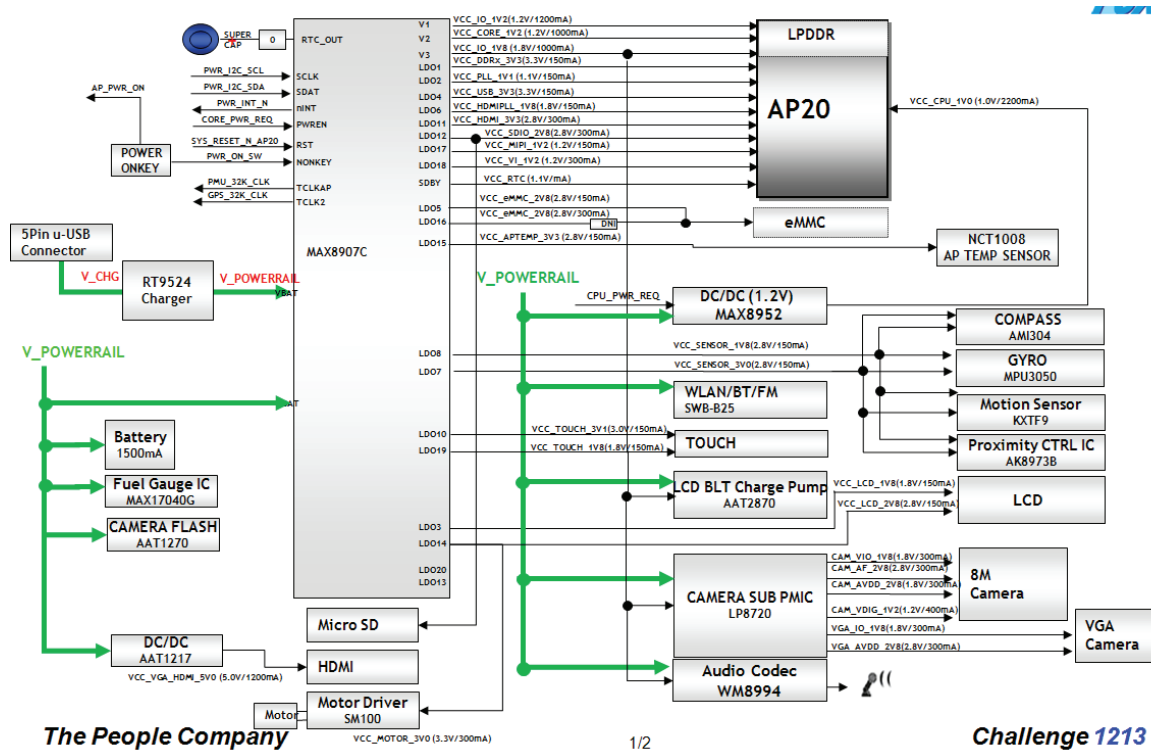 SUPER
CAP
0
RTC_OUT
PWR_I2C_SCL
SCLK
PWR_I2C_SDA
SDAT
PWR_INT_N
nINT
CORE_PWR_REQ
PWREN
SYS_RESET_N_AP20
RST
PWR_ON_SW
NONKEY
AP_PWR_ON
POWER
ONKEY
PMU_32K_CLK
TCLKAP
GPS_32K_CLK
TCLK2
MAX8907C
5Pin u-USB
Connector
V_CHG
RT9524
Charger
V_POWERRAIL
VBAT
V_POWERRAIL
AT
Battery
1500mA
Fuel Gauge IC
MAX17040G
CAMERA FLASH
AAT1270
DC/DC
AAT1217
VCC_VGA_HDMI_5V0 (5.0V/1200mA)
Micro SD
HDMI
Motor
Motor Driver
SM100
VCC_MOTOR_3V0 (3.3V/300mA)
V1
VCC_IO_1V2(1.2V/1200mA)
V2
VCC_CORE_1V2 (1.2V/1000mA)
V3
VCC_IO_1V8 (1.8V/1000mA)
LDO1
VCC_DDRx_3V3(3.3V/150mA)
LDO2
VCC_PLL_1V1 (1.1V/150mA)
LDO4
VCC_USB_3V3(3.3V/150mA)
LDO6
VCC_HDMIPLL_1V8(1.8V/150mA)
LDO11
VCC_HDMI_3V3(2.8V/300mA)
LDO12
VCC_SDIO_2V8(2.8V/300mA)
LDO17
VCC_MIPI_1V2 (1.2V/150mA)
LDO18
VCC_VI_1V2 (1.2V/300mA)
SDBY
VCC_RTC (1.1V/mA)
LDO5
VCC_eMMC_2V8(2.8V/150mA)
LDO16
VCC_eMMC_2V8(2.8V/300mA)
DNI
LDO15
VCC_APTEMP_3V3 (2.8V/150mA)
LPDDR
AP20
VCC_CPU_1V0 (1.0V/2200mA)
eMMC
NCT1008
AP TEMP SENSOR
V_POWERRAIL
CPU_PWR_REQ
DC/DC (1.2V)
MAX8952
LDO8
VCC_SENSOR_1V8(2.8V/150mA)
LDO7
VCC_SENSOR_3V0(2.8V/150mA)
COMPASS
AMI304
GYRO
MPU3050
Motion Sensor
KXTF9
Proximity CTRL IC
AK8973B
WLAN/BT/FM
SWB-B25
LDO10
VCC_TOUCH_3V1(3.0V/150mA)
LDO19
VCC_TOUCH_1V8(1.8V/150mA)
TOUCH
LCD BLT Charge Pump
AAT2870
VCC_LCD_1V8(1.8V/150mA)
VCC_LCD_2V8(2.8V/150mA)
LCD
LDO3
LDO14
LDO20
LDO13
CAMERA SUB PMIC
LP8720
CAM_VIO_1V8(1.8V/300mA)
CAM_AF_2V8(2.8V/300mA)
CAM_AVDD_2V8(1.8V/300mA)
CAM_VDIG_1V2(1.2V/400mA)
VGA_IO_1V8(1.8V/300mA)
VGA_AVDD_2V8(2.8V/300mA)
8M
Camera
VGA
Camera
Audio Codec
WM8994
The People Company
1/2
Challenge 1213